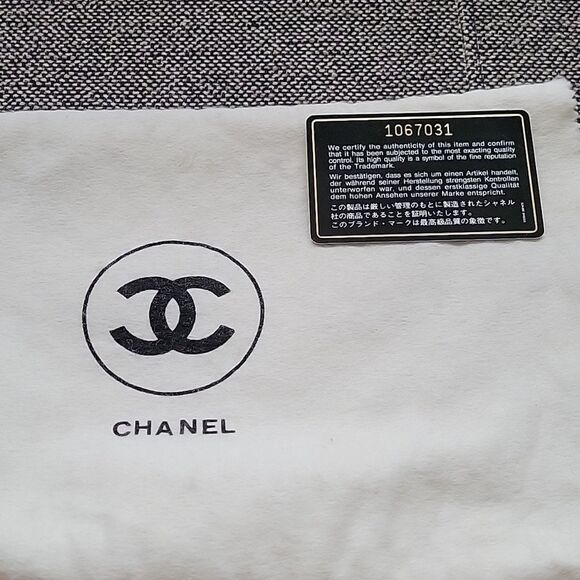 1067031
We certify the authenticity of this item and confirm
that it has been subjected to the most exacting quality
control. Its high quality is a symbol of the fine reputation
of the Trademark.
Wir bestätigen, dass es sich um einen Artikel handelt,
der während seiner Herstellung strengsten Kontrollen
unterworfen war, und dessen erstklassige Qualität
dem hohen Ansehen unserer Marke entspricht.
この製品は厳しい管理のもとに製造されたシャネル
社の商品であることを証明いたします。
このブランド・マークは最高級品質の象徴です。
CHANEL